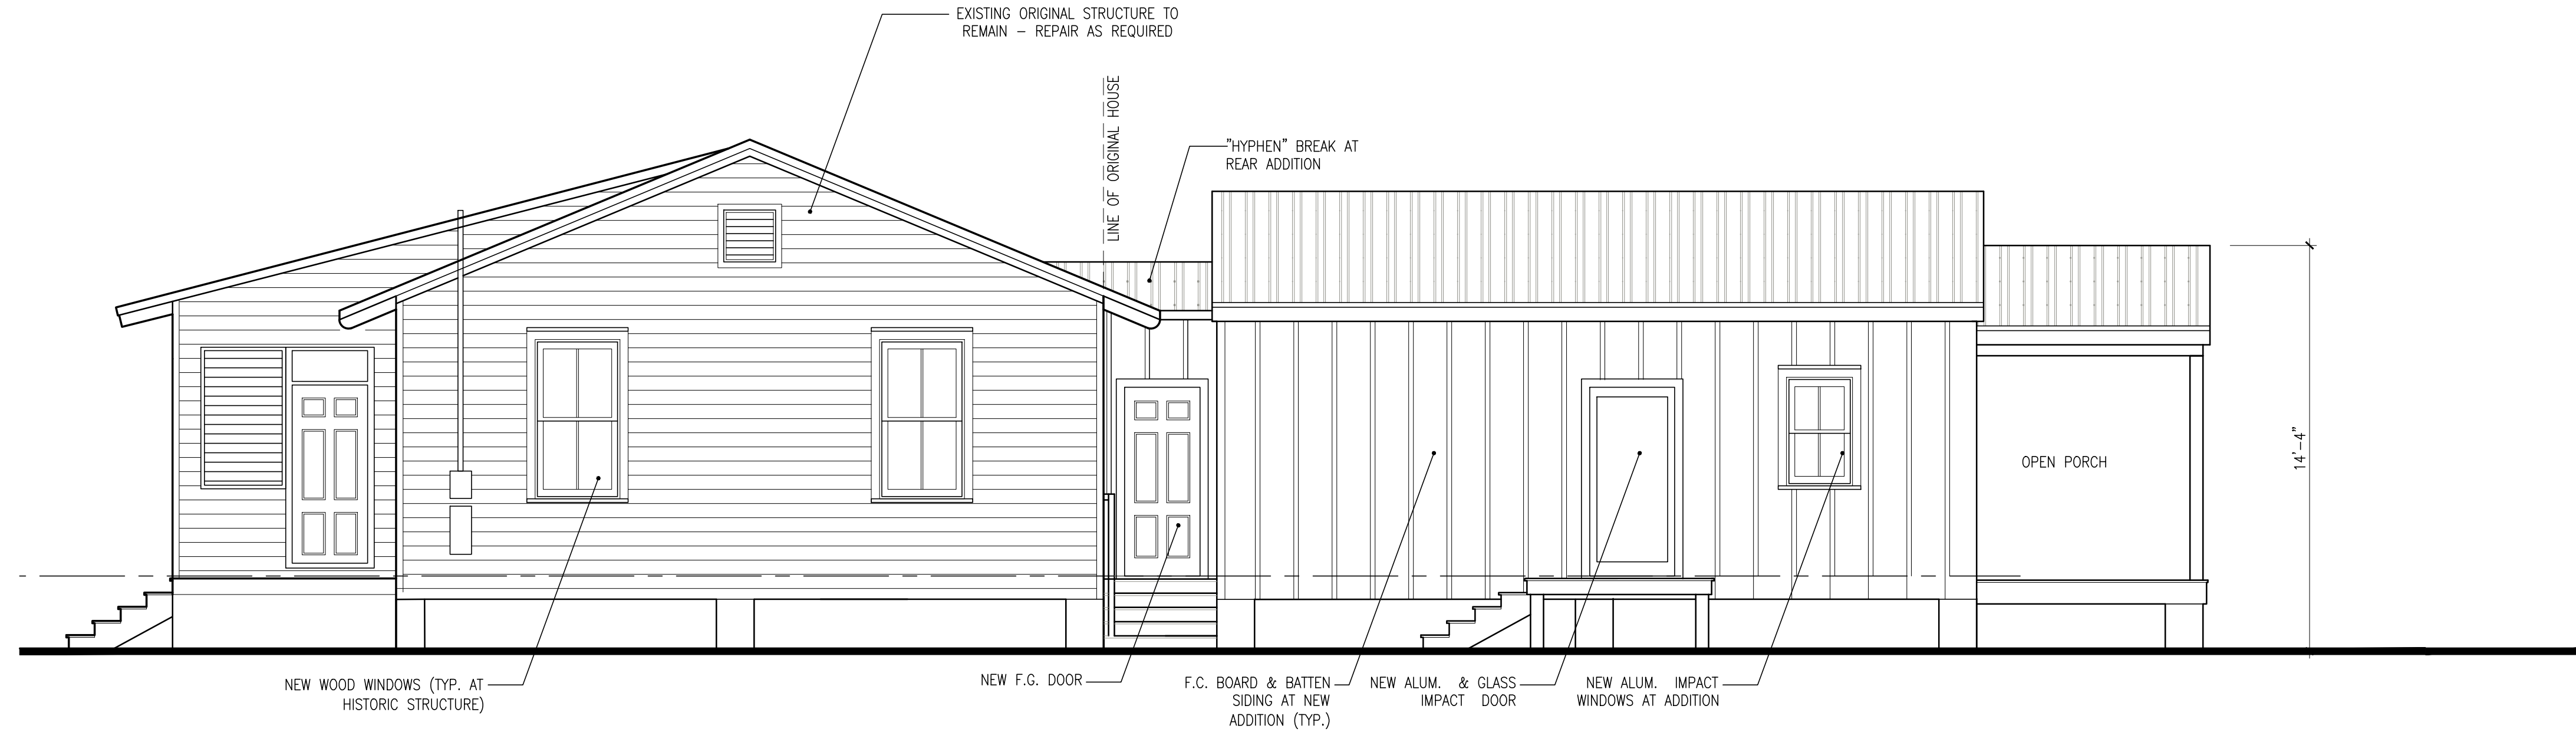 EXISTING ORIGINAL STRUCTURE TO
REMAIN – REPAIR AS REQUIRED
LINE OF ORIGINAL HOUSE
"HYPHEN" BREAK AT
REAR ADDITION
OPEN PORCH
14'-4"
NEW WOOD WINDOWS (TYP. AT
HISTORIC STRUCTURE)
NEW F.G. DOOR
F.C. BOARD & BATTEN
SIDING AT NEW
ADDITION (TYP.)
NEW ALUM. & GLASS
IMPACT DOOR
NEW ALUM. IMPACT
WINDOWS AT ADDITION